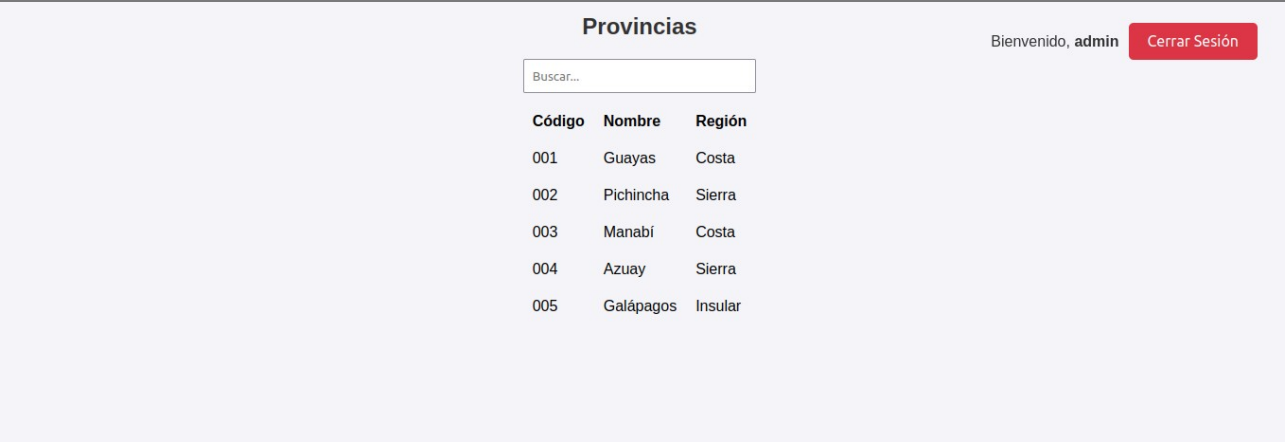 Provincias
Bienvenido, admin
Cerrar Sesión
Buscar...
Código Nombre Región
001 Guayas Costa
002 Pichincha Sierra
003 Manabí Costa
004 Azuay Sierra
005 Galápagos Insular